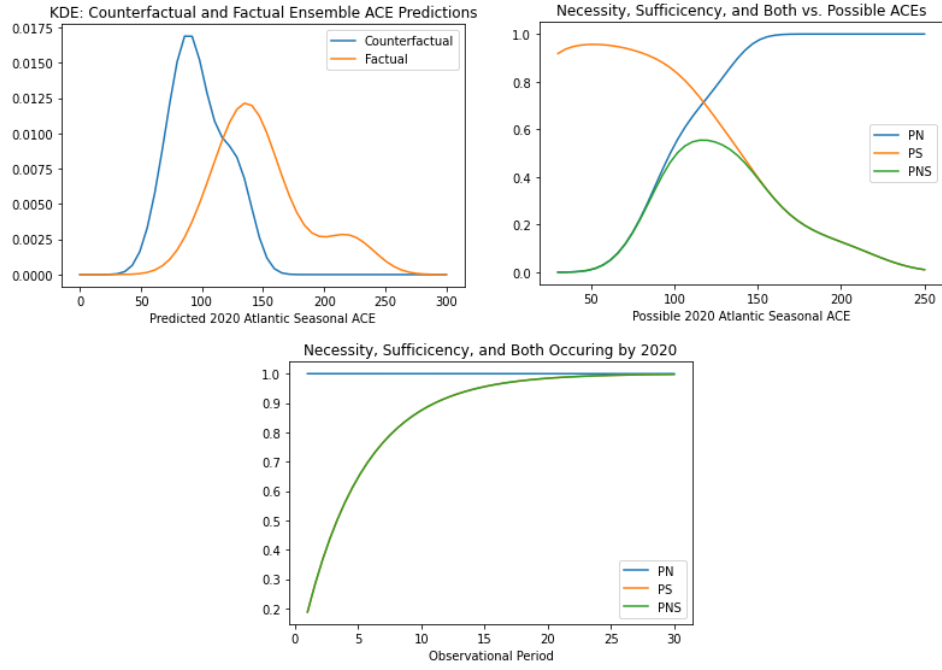 KDE: Counterfactual and Factual Ensemble ACE Predictions
0.0175
0.0150
0.0125
0.0100
0.0075
0.0050
0.0025
0.0000
Counterfactual
Factual
0 50 100 150 200 250 300
Predicted 2020 Atlantic Seasonal ACE
Necessity, Sufficicency, and Both vs. Possible ACEs
1.0
0.8
0.6
0.4
0.2
0.0
PN
PS
PNS
50 100 150 200 250
Possible 2020 Atlantic Seasonal ACE
Necessity, Sufficicency, and Both Occuring by 2020
1.0
0.9
0.8
0.7
0.6
0.5
0.4
0.3
0.2
PN
PS
PNS
0 5 10 15 20 25 30
Observational Period